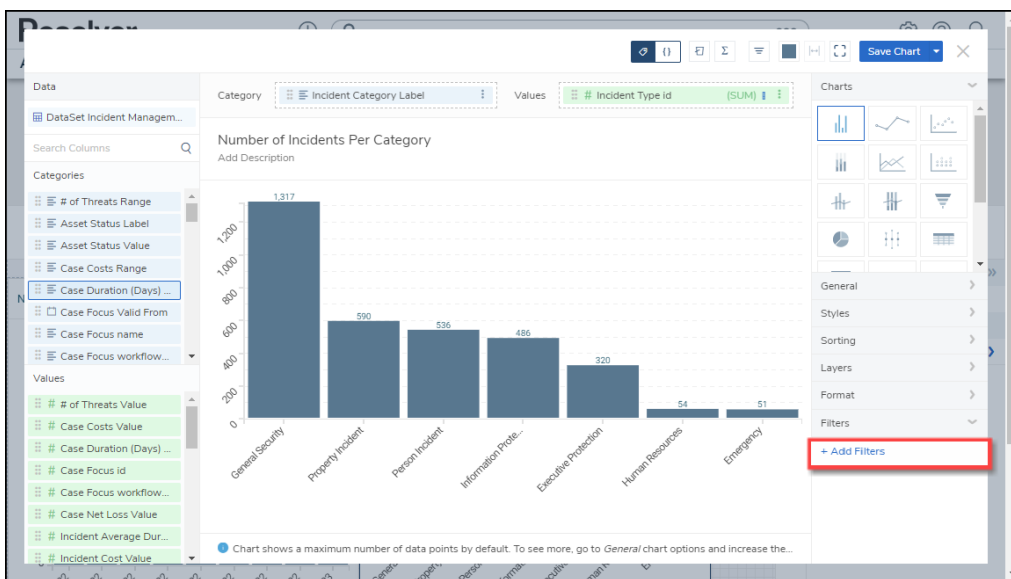 Resolver
Save Chart
Data
DataSet Incident Managem...
Search Columns
Categories
# of Threats Range
Asset Status Label
Asset Status Value
Case Costs Range
Case Duration (Days) ...
Case Focus Valid From
Case Focus name
Case Focus workflow...
Values
# # of Threats Value
# Case Costs Value
# Case Duration (Days) ...
# Case Focus id
# Case Focus workflow...
# Case Net Loss Value
# Incident Average Dur...
# Incident Cost Value
Category
Incident Category Label
Values
# Incident Type id (SUM)
Number of Incidents Per Category
Add Description
1,200
1,000
800
600
400
200
0
1,317
590
536
486
320
54
51
General Security
Property Incident
Person Incident
Information Prote...
Executive Protection
Human Resources
Emergency
Chart shows a maximum number of data points by default. To see more, go to General chart options and increase the...
Charts
General
Styles
Sorting
Layers
Format
Filters
+ Add Filters